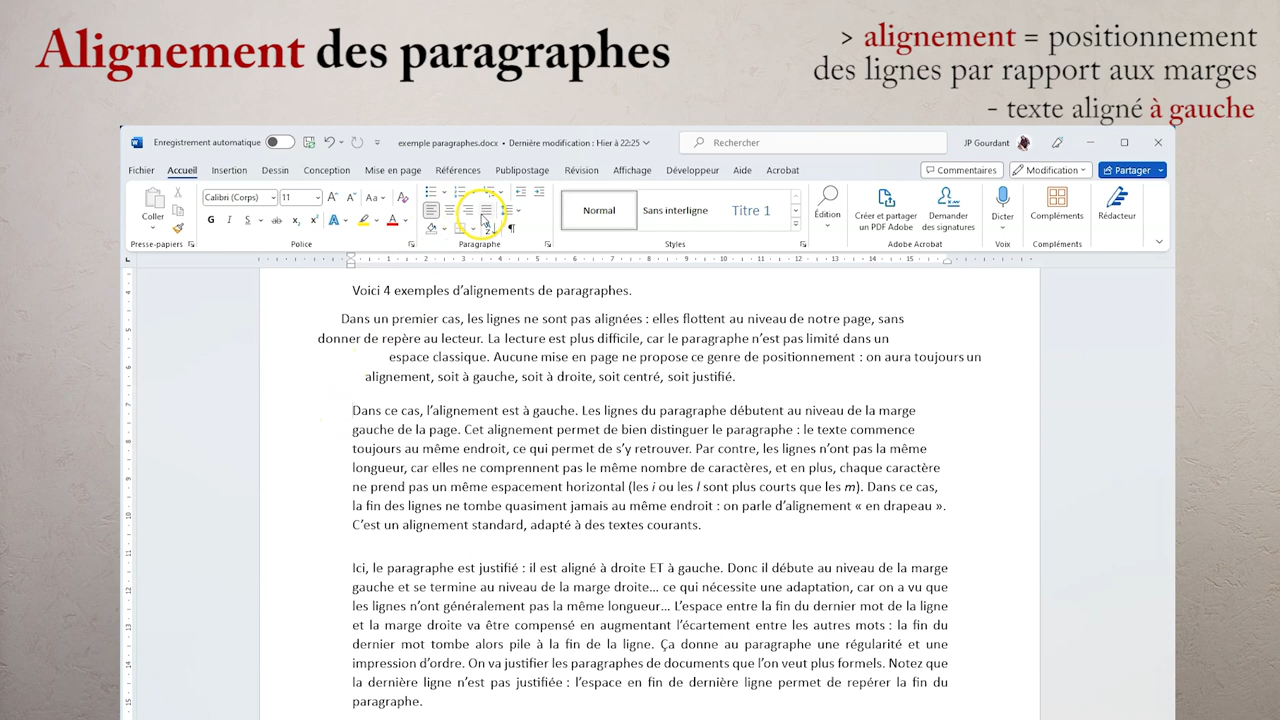 Alignement des paragraphes
> alignement = positionnement
des lignes par rapport aux marges
- texte aligné à gauche
Enregistrement automatique
exemple paragraphes.docx • Dernière modification : Hier à 22:25
Rechercher
JP Gourdant
Fichier Accueil Insertion Dessin Conception Mise en page Références Publipostage Révision Affichage Développeur Aide Acrobat
Commentaires Modification Partager
Coller
Calibri (Corps) 11
Normal Sans interligne Titre 1
Édition
Créer et partager un PDF Adobe
Demander des signatures
Dicter
Compléments
Rédacteur
Presse-papiers Police Paragraphe Styles Adobe Acrobat Voix Compléments
1 2 3 4 5 6 7 8 9 10 11 12 13 14 15
Voici 4 exemples d'alignements de paragraphes.
Dans un premier cas, les lignes ne sont pas alignées : elles flottent au niveau de notre page, sans
donner de repère au lecteur. La lecture est plus difficile, car le paragraphe n'est pas limité dans un
espace classique. Aucune mise en page ne propose ce genre de positionnement : on aura toujours un
alignement, soit à gauche, soit à droite, soit centré, soit justifié.
Dans ce cas, l'alignement est à gauche. Les lignes du paragraphe débutent au niveau de la marge
gauche de la page. Cet alignement permet de bien distinguer le paragraphe : le texte commence
toujours au même endroit, ce qui permet de s'y retrouver. Par contre, les lignes n'ont pas la même
longueur, car elles ne comprennent pas le même nombre de caractères, et en plus, chaque caractère
ne prend pas un même espacement horizontal (les i ou les l sont plus courts que les m). Dans ce cas,
la fin des lignes ne tombe quasiment jamais au même endroit : on parle d'alignement « en drapeau ».
C'est un alignement standard, adapté à des textes courants.
Ici, le paragraphe est justifié : il est aligné à droite ET à gauche. Donc il débute au niveau de la marge
gauche et se termine au niveau de la marge droite... ce qui nécessite une adaptation, car on a vu que
les lignes n'ont généralement pas la même longueur... L'espace entre la fin du dernier mot de la ligne
et la marge droite va être compensé en augmentant l'écartement entre les autres mots : la fin du
dernier mot tombe alors pile à la fin de la ligne. Ça donne au paragraphe une régularité et une
impression d'ordre. On va justifier les paragraphes de documents que l'on veut plus formels. Notez que
la dernière ligne n'est pas justifiée : l'espace en fin de dernière ligne permet de repérer la fin du
paragraphe.